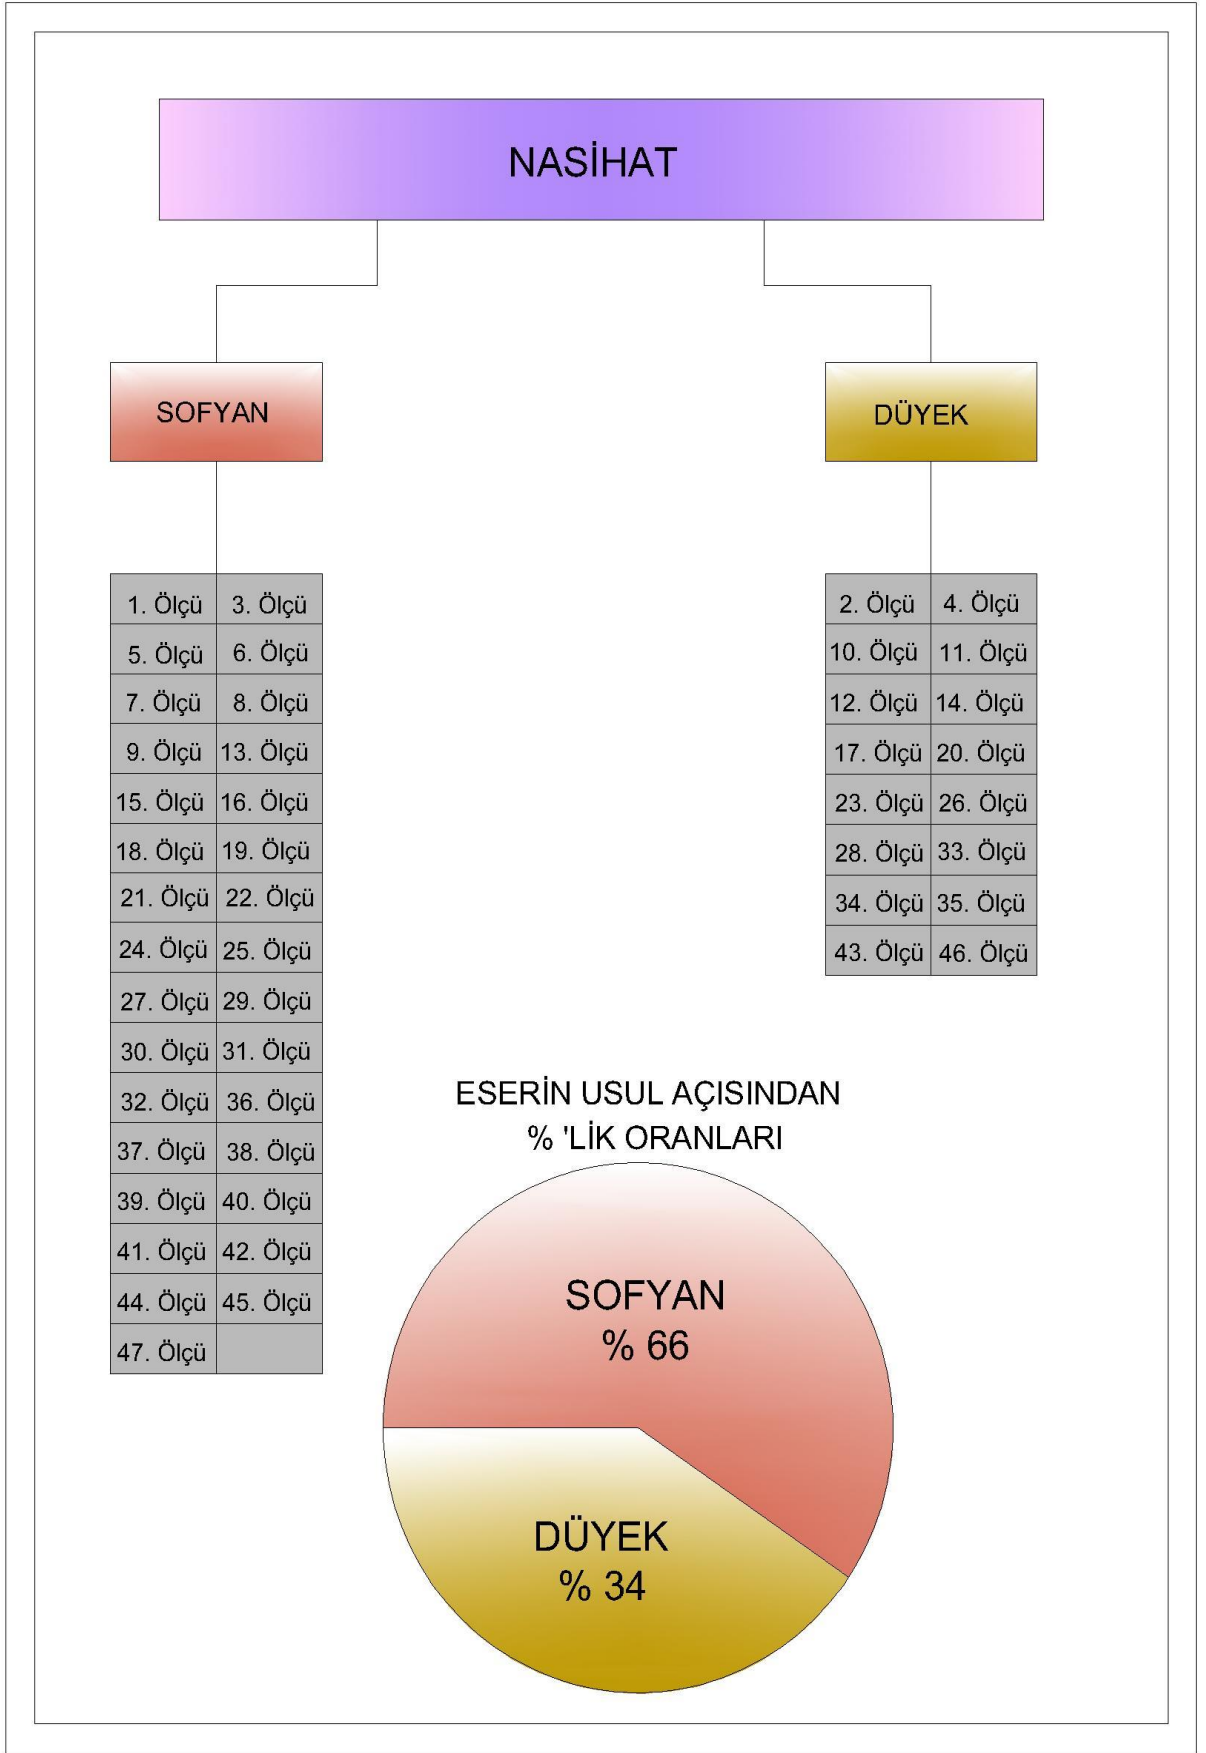 NASİHAT
SOFYAN
1. Ölçü 3. Ölçü
5. Ölçü 6. Ölçü
7. Ölçü 8. Ölçü
9. Ölçü 13. Ölçü
15. Ölçü 16. Ölçü
18. Ölçü 19. Ölçü
21. Ölçü 22. Ölçü
24. Ölçü 25. Ölçü
27. Ölçü 29. Ölçü
30. Ölçü 31. Ölçü
32. Ölçü 36. Ölçü
37. Ölçü 38. Ölçü
39. Ölçü 40. Ölçü
41. Ölçü 42. Ölçü
44. Ölçü 45. Ölçü
47. Ölçü
DÜYEK
2. Ölçü 4. Ölçü
10. Ölçü 11. Ölçü
12. Ölçü 14. Ölçü
17. Ölçü 20. Ölçü
23. Ölçü 26. Ölçü
28. Ölçü 33. Ölçü
34. Ölçü 35. Ölçü
43. Ölçü 46. Ölçü
ESERİN USUL AÇISINDAN
% 'LİK ORANLARI
SOFYAN
% 66
DÜYEK
% 34